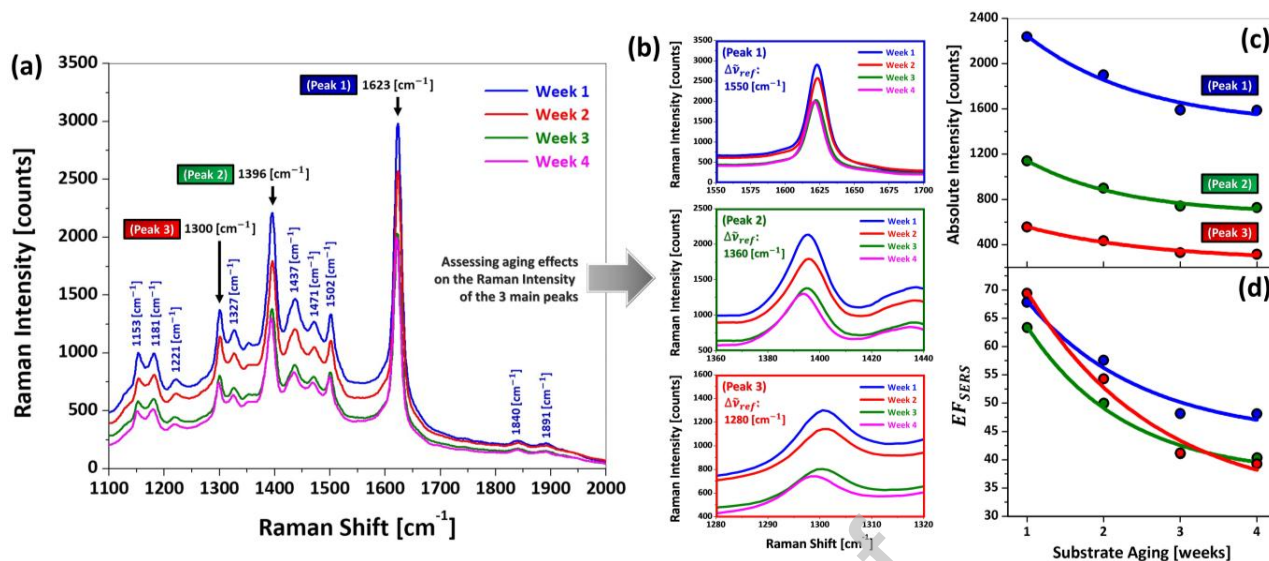 (a)
Raman Intensity [counts]
3500
3000
2500
2000
1500
1000
500
0
1100 1200 1300 1400 1500 1600 1700 1800 1900 2000
Raman Shift [cm⁻¹]
(Peak 1) 1623 [cm⁻¹]
(Peak 2) 1396 [cm⁻¹]
(Peak 3) 1300 [cm⁻¹]
1153 [cm⁻¹]
1181 [cm⁻¹]
1221 [cm⁻¹]
1327 [cm⁻¹]
1437 [cm⁻¹]
1471 [cm⁻¹]
1502 [cm⁻¹]
1840 [cm⁻¹]
1891 [cm⁻¹]
Week 1
Week 2
Week 3
Week 4
Assessing aging effects
on the Raman Intensity
of the 3 main peaks
(b)
Raman Intensity [counts]
3500
3000
2500
2000
1500
1000
500
0
(Peak 1)
Δν̃ref:
1550 [cm⁻¹]
Week 1
Week 2
Week 3
Week 4
1550 1575 1600 1625 1650 1675 1700
Raman Intensity [counts]
2500
2000
1500
1000
500
(Peak 2)
Δν̃ref:
1360 [cm⁻¹]
Week 1
Week 2
Week 3
Week 4
1360 1380 1400 1420 1440
Raman Intensity [counts]
1600
1400
1200
1000
800
600
400
(Peak 3)
Δν̃ref:
1280 [cm⁻¹]
Week 1
Week 2
Week 3
Week 4
1280 1290 1300 1310 1320
Raman Shift [cm⁻¹]
f
(c)
Absolute Intensity [counts]
2400
2000
1600
1200
800
400
(Peak 1)
(Peak 2)
(Peak 3)
(d)
EF_SERS
70
65
60
55
50
45
40
35
30
1 2 3 4
Substrate Aging [weeks]